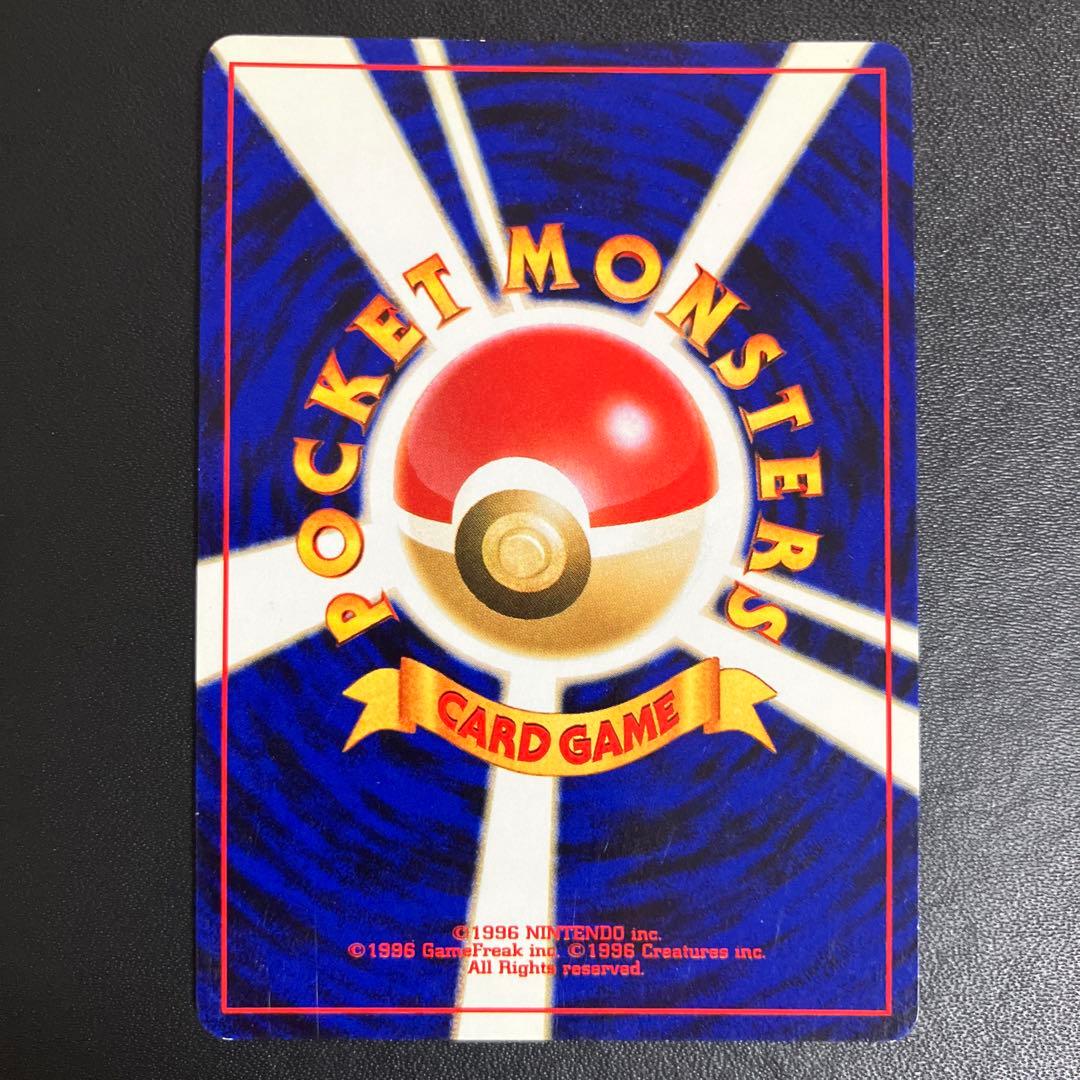 POCKET MONSTERS
CARD GAME
©1996 NINTENDO inc.
©1996 GameFreak inc. ©1996 Creatures inc.
All Rights reserved.